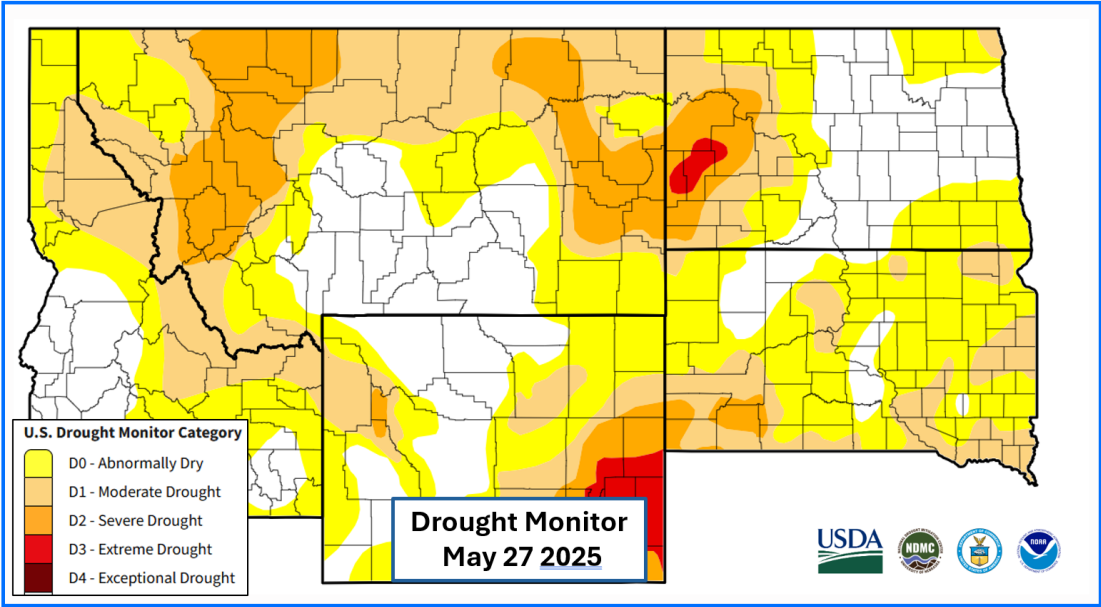 U.S. Drought Monitor Category
D0 - Abnormally Dry
D1 - Moderate Drought
D2 - Severe Drought
D3 - Extreme Drought
D4 - Exceptional Drought
Drought Monitor
May 27 2025
USDA
NDMC
NOAA